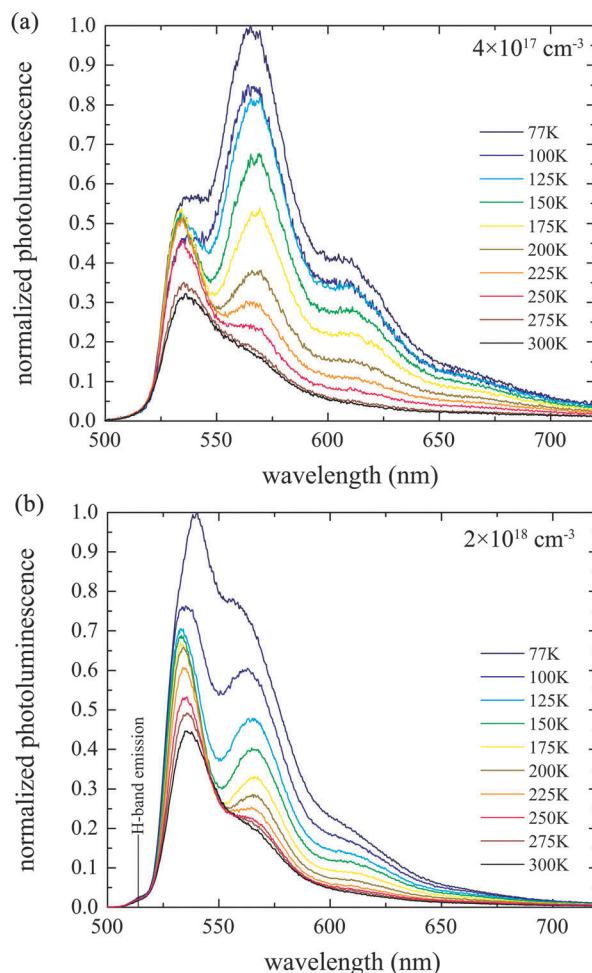 (a)
4×10¹⁷ cm⁻³
normalized photoluminescence
1.0
0.9
0.8
0.7
0.6
0.5
0.4
0.3
0.2
0.1
0.0
77K
100K
125K
150K
175K
200K
225K
250K
275K
300K
500 550 600 650 700
wavelength (nm)
(b)
2×10¹⁸ cm⁻³
normalized photoluminescence
1.0
0.9
0.8
0.7
0.6
0.5
0.4
0.3
0.2
0.1
0.0
H-band emission
77K
100K
125K
150K
175K
200K
225K
250K
275K
300K
500 550 600 650 700
wavelength (nm)